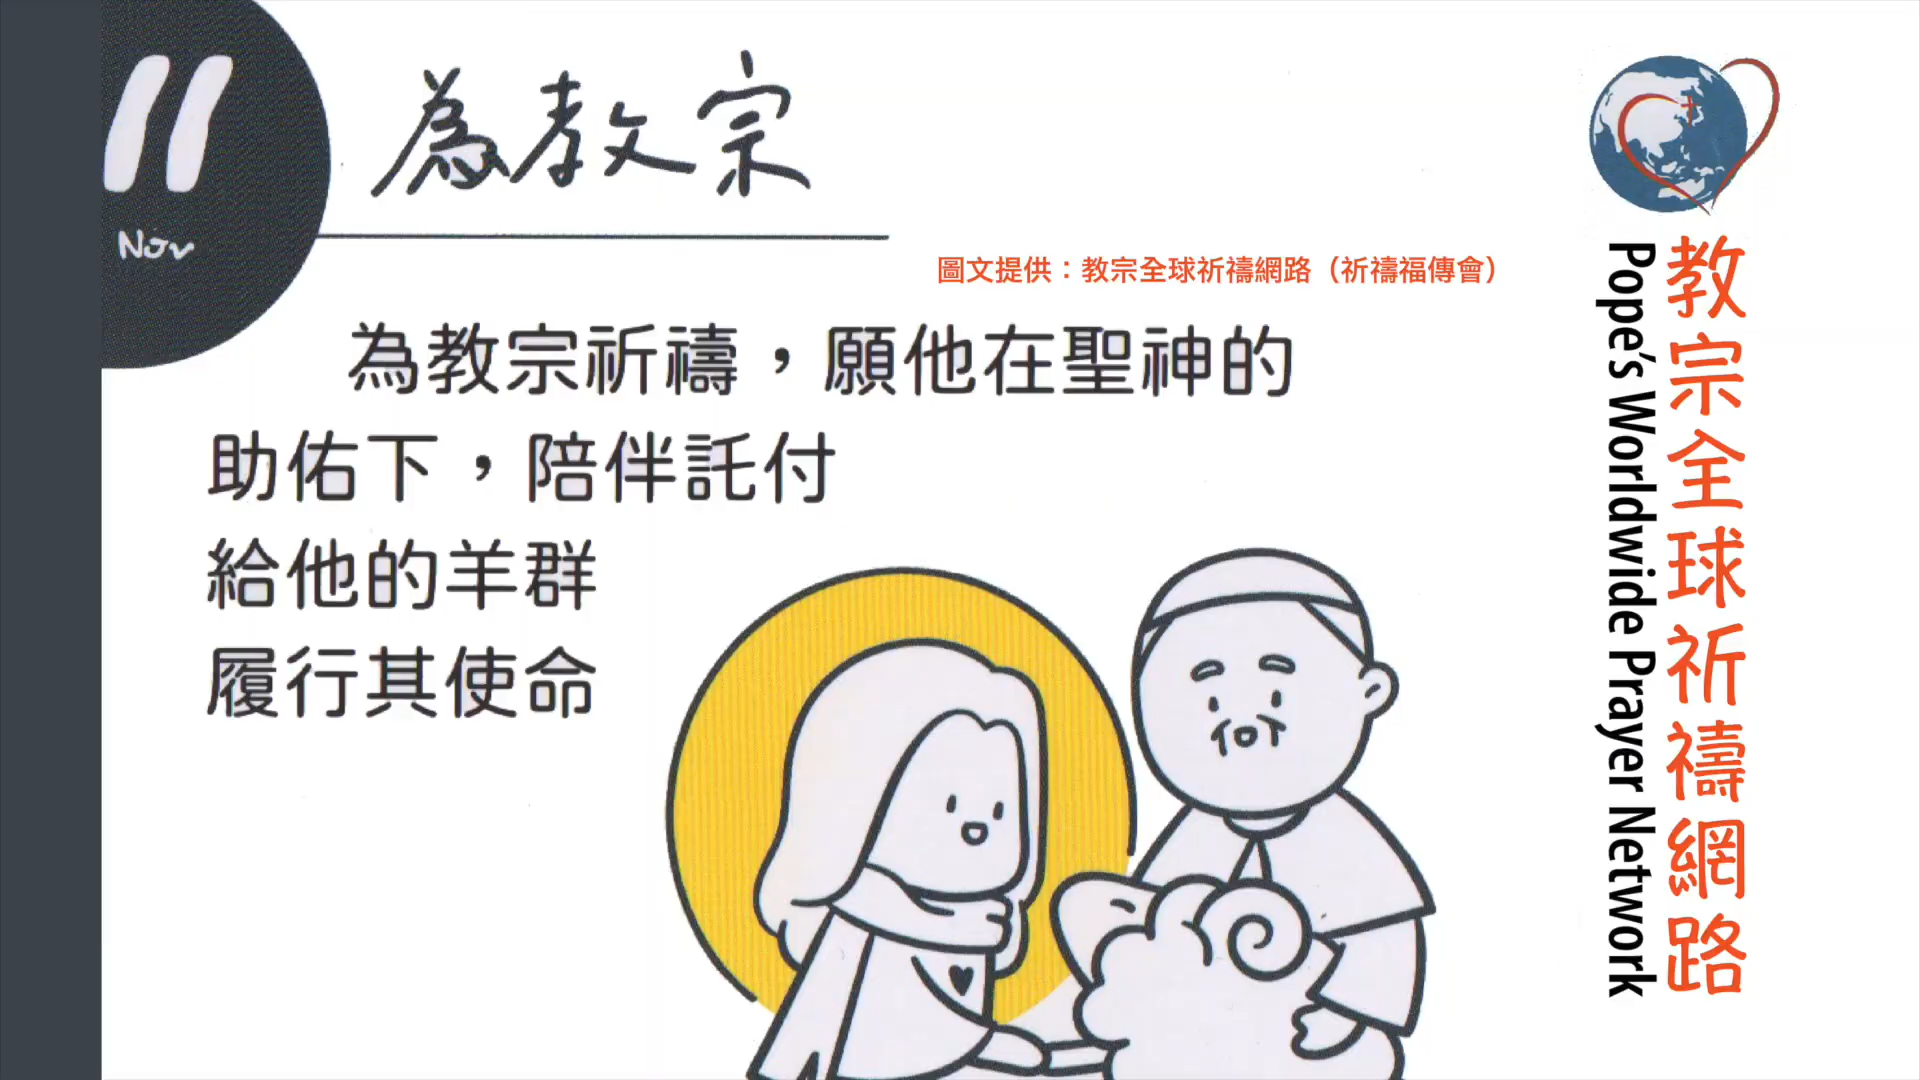 11
Nov
為教宗
圖文提供：教宗全球祈禱網路（祈禱福傳會）
為教宗祈禱，願他在聖神的
助佑下，陪伴託付
給他的羊群
履行其使命
教宗全球祈禱網路
Pope's Worldwide Prayer Network